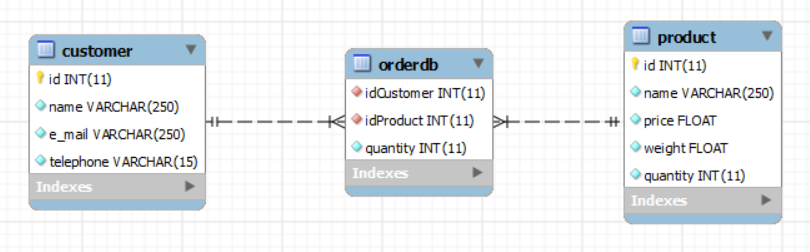 customer
id INT(11)
name VARCHAR(250)
e_mail VARCHAR(250)
telephone VARCHAR(15)
Indexes
orderdb
idCustomer INT(11)
idProduct INT(11)
quantity INT(11)
Indexes
product
id INT(11)
name VARCHAR(250)
price FLOAT
weight FLOAT
quantity INT(11)
Indexes